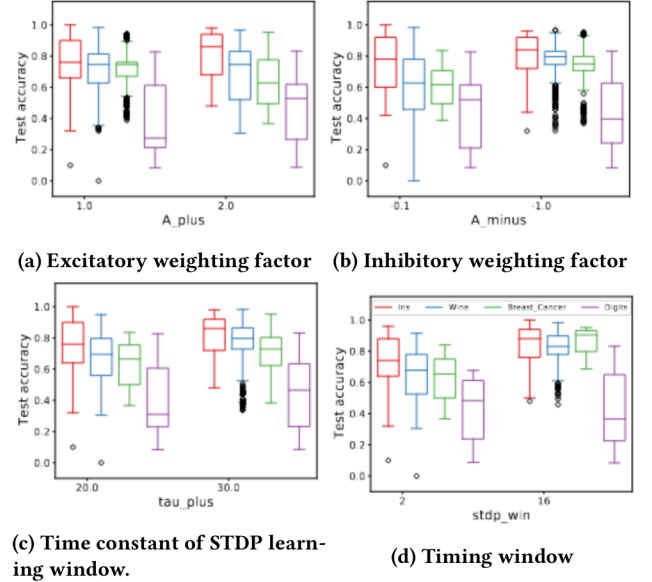 Test accuracy
1.0
0.8
0.6
0.4
0.2
0.0
1.0
2.0
A_plus
Test accuracy
1.0
0.8
0.6
0.4
0.2
0.0
-0.1
-1.0
A_minus
(a) Excitatory weighting factor
(b) Inhibitory weighting factor
Test accuracy
1.0
0.8
0.6
0.4
0.2
0.0
20.0
30.0
tau_plus
Iris Wine Breast_Cancer Digits
Test accuracy
1.0
0.8
0.6
0.4
0.2
0.0
2
16
stdp_win
(c) Time constant of STDP learn-
ing window.
(d) Timing window